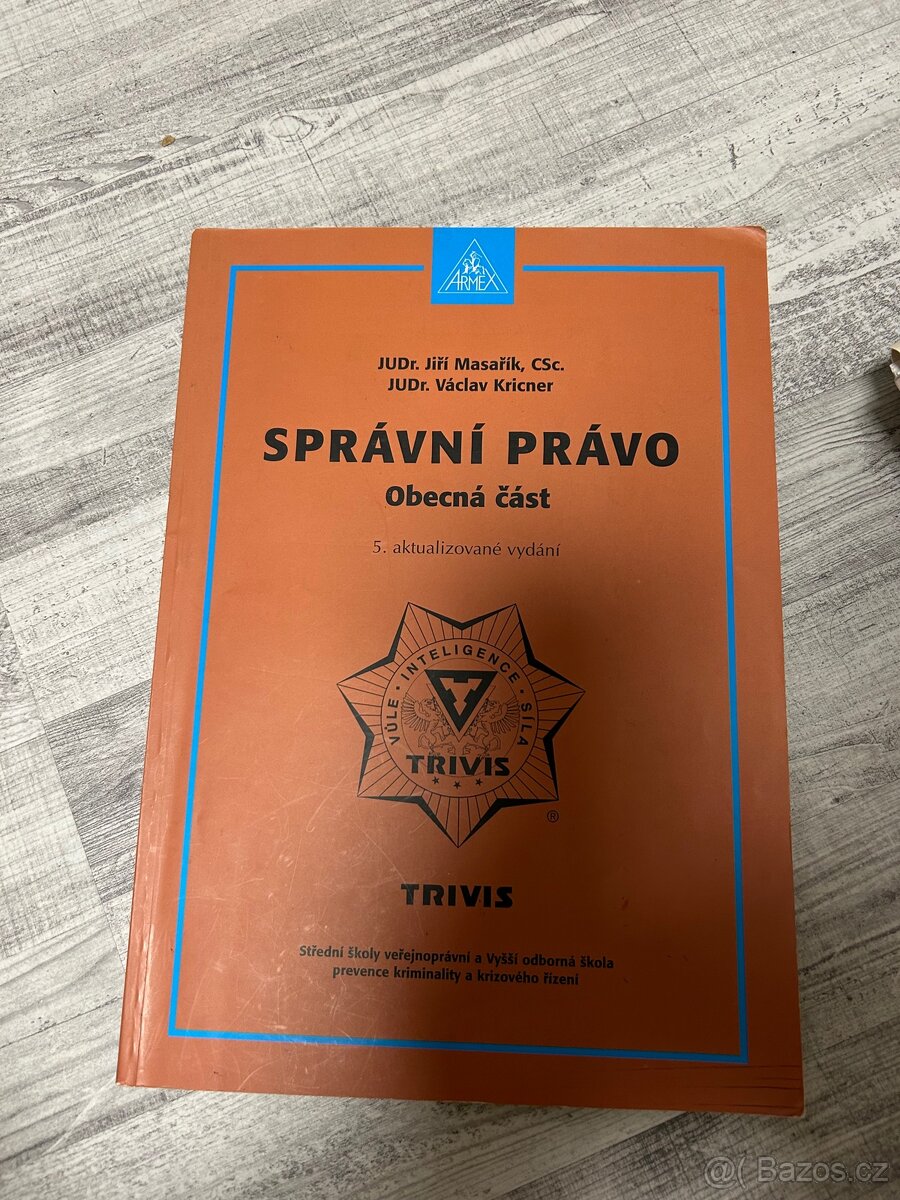 ARMEX
JUDr. Jiří Masařík, CSc.
JUDr. Václav Kricner
SPRÁVNÍ PRÁVO
Obecná část
5. aktualizované vydání
VŮLE · INTELIGENCE · SÍLA
TRIVIS
®
TRIVIS
Střední školy veřejnoprávní a Vyšší odborná škola
prevence kriminality a krizového řízení
@( Bazos.cz